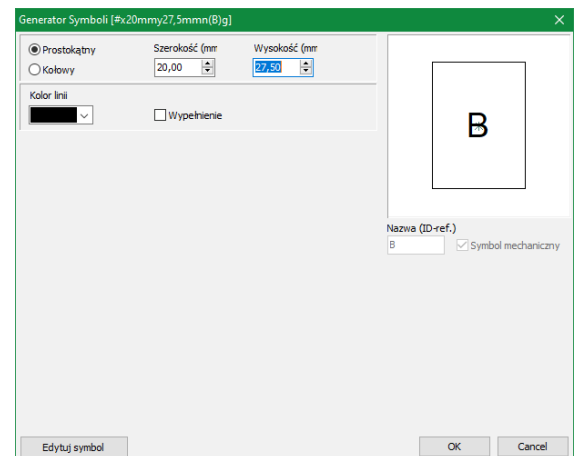 Generator Symboli [#x20mmy27,5mmn(B)g]
Prostokątny
Kołowy
Szerokość (mm
20,00
Wysokość (mm
27,50
Kolor linii
Wypełnienie
B
Nazwa (ID-ref.)
B
Symbol mechaniczny
Edytuj symbol
OK
Cancel